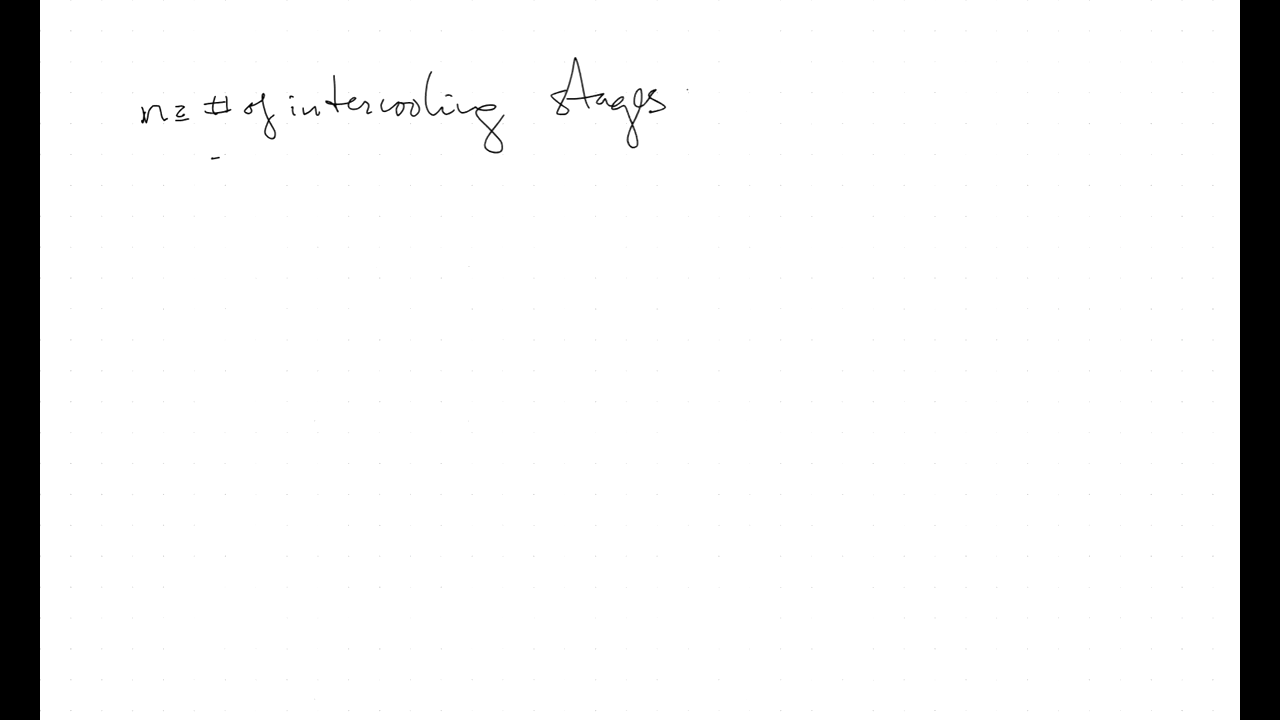 n = # of intercooling stages
-